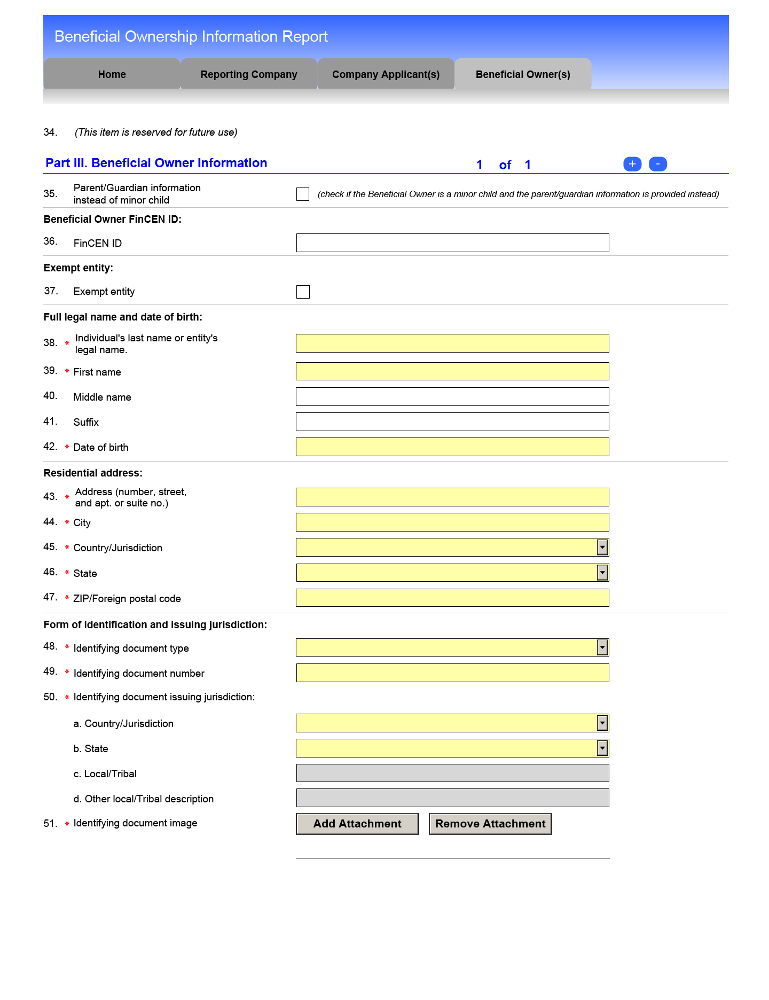 Beneficial Ownership Information Report
Home
Reporting Company
Company Applicant(s)
Beneficial Owner(s)
34. (This item is reserved for future use)
Part III. Beneficial Owner Information 1 of 1 + -
35. Parent/Guardian information
instead of minor child
(check if the Beneficial Owner is a minor child and the parent/guardian information is provided instead)
Beneficial Owner FinCEN ID:
36. FinCEN ID
Exempt entity:
37. Exempt entity
Full legal name and date of birth:
38. * Individual's last name or entity's
legal name.
39. * First name
40. Middle name
41. Suffix
42. * Date of birth
Residential address:
43. * Address (number, street,
and apt. or suite no.)
44. * City
45. * Country/Jurisdiction
46. * State
47. * ZIP/Foreign postal code
Form of identification and issuing jurisdiction:
48. * Identifying document type
49. * Identifying document number
50. * Identifying document issuing jurisdiction:
a. Country/Jurisdiction
b. State
c. Local/Tribal
d. Other local/Tribal description
51. * Identifying document image
Add Attachment
Remove Attachment